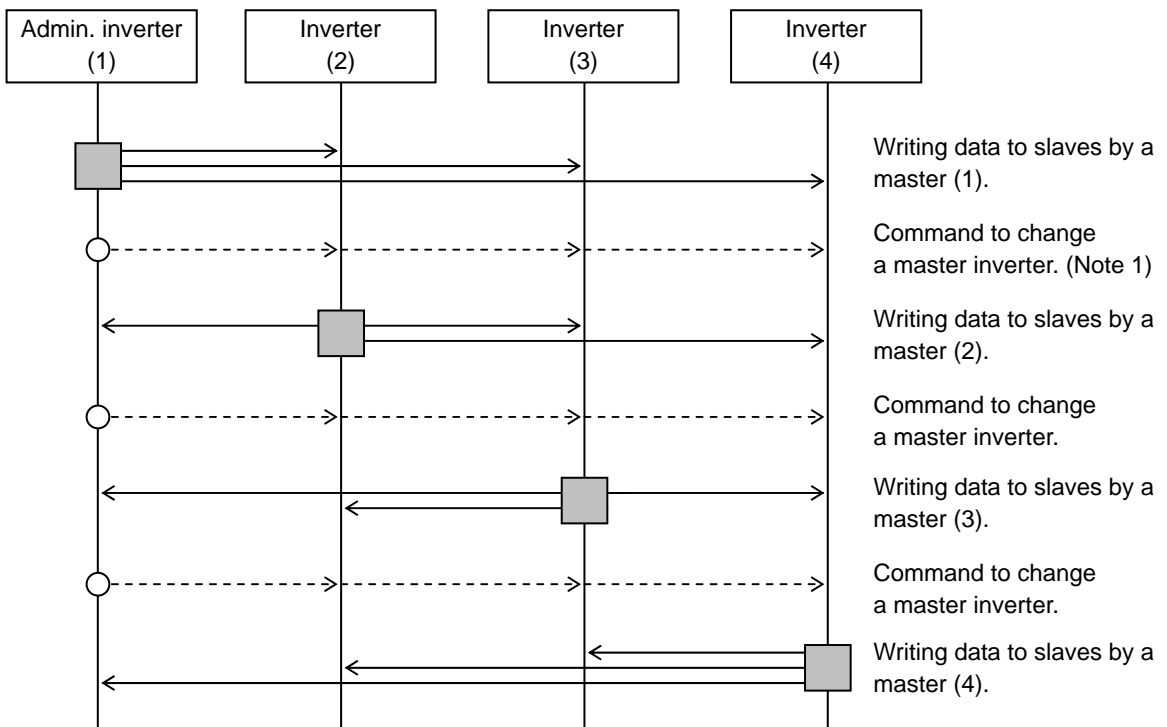 Admin. inverter
(1)
Inverter
(2)
Inverter
(3)
Inverter
(4)
Writing data to slaves by a
master (1).
Command to change
a master inverter. (Note 1)
Writing data to slaves by a
master (2).
Command to change
a master inverter.
Writing data to slaves by a
master (3).
Command to change
a master inverter.
Writing data to slaves by a
master (4).